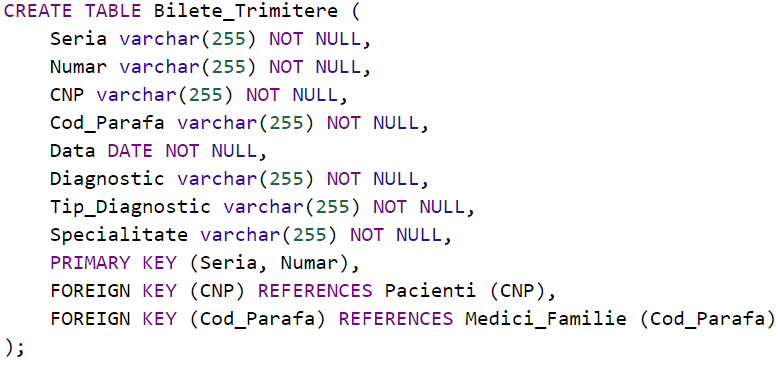 CREATE TABLE Bilete_Trimitere (
    Seria varchar(255) NOT NULL,
    Numar varchar(255) NOT NULL,
    CNP varchar(255) NOT NULL,
    Cod_Parafa varchar(255) NOT NULL,
    Data DATE NOT NULL,
    Diagnostic varchar(255) NOT NULL,
    Tip_Diagnostic varchar(255) NOT NULL,
    Specialitate varchar(255) NOT NULL,
    PRIMARY KEY (Seria, Numar),
    FOREIGN KEY (CNP) REFERENCES Pacienti (CNP),
    FOREIGN KEY (Cod_Parafa) REFERENCES Medici_Familie (Cod_Parafa)
);